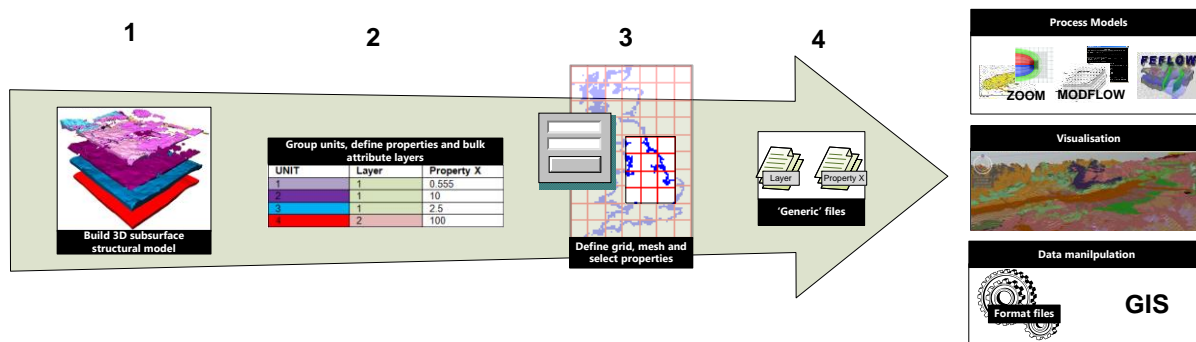 1
2
3
4
Build 3D subsurface
structural model
Group units, define properties and bulk
attribute layers
UNIT Layer Property X
1 1 0.555
2 1 10
3 1 2.5
4 2 100
Define grid, mesh and
select properties
Layer
Property X
'Generic' files
Process Models
ZOOM
MODFLOW
FEFLOW
Visualisation
Data manilpulation
Format files
GIS